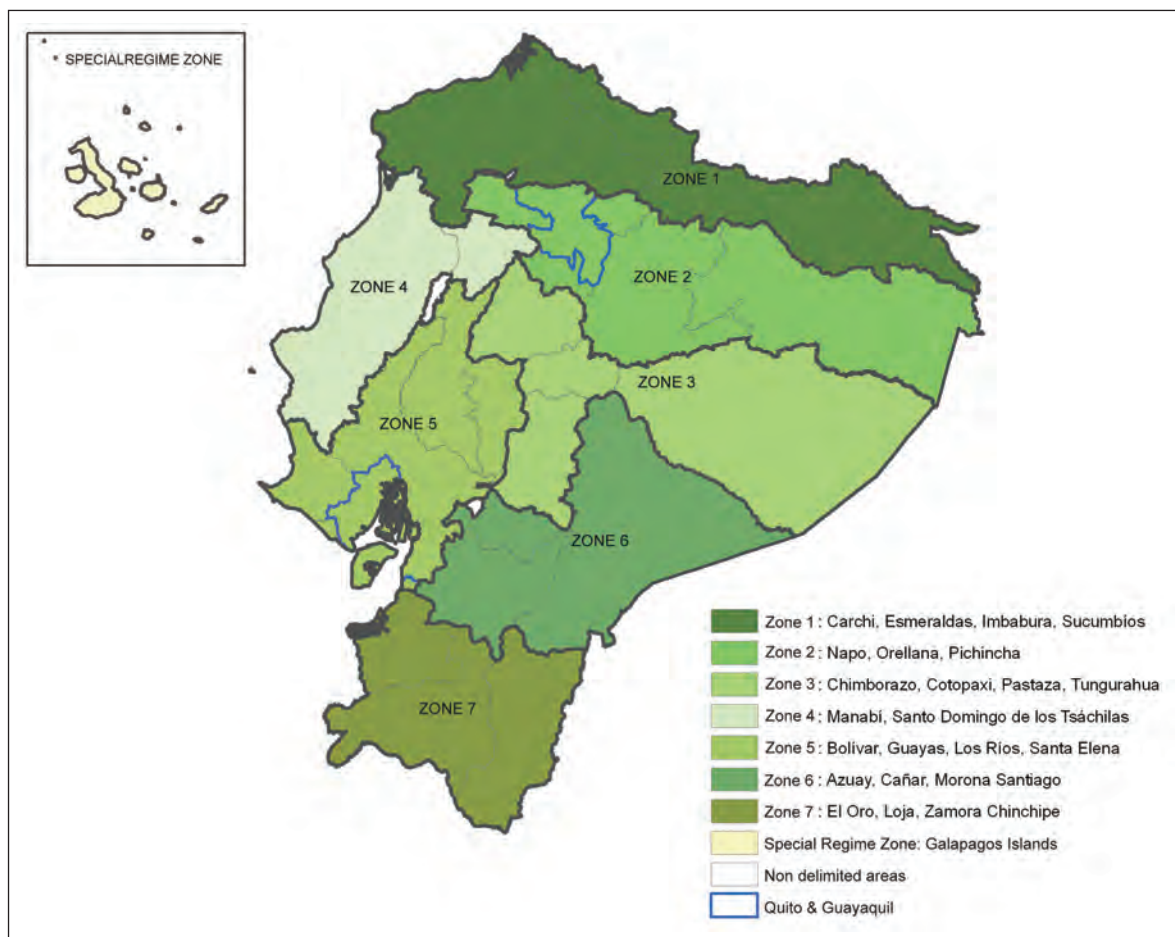 SPECIALREGIME ZONE
ZONE 1
ZONE 2
ZONE 4
ZONE 3
ZONE 5
ZONE 6
ZONE 7
Zone 1 : Carchi, Esmeraldas, Imbabura, Sucumbios
Zone 2 : Napo, Orellana, Pichincha
Zone 3 : Chimborazo, Cotopaxi, Pastaza, Tungurahua
Zone 4 : Manabí, Santo Domingo de los Tsáchilas
Zone 5 : Bolivar, Guayas, Los Ríos, Santa Elena
Zone 6 : Azuay, Cañar, Morona Santiago
Zone 7 : El Oro, Loja, Zamora Chinchipe
Special Regime Zone: Galapagos Islands
Non delimited areas
Quito & Guayaquil